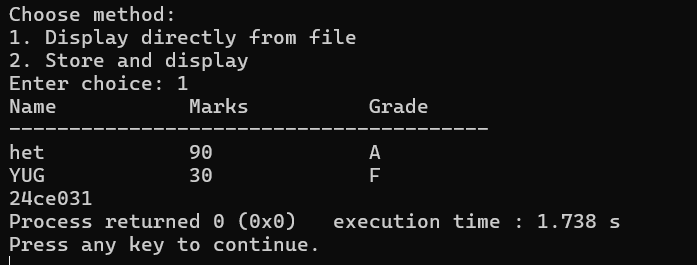 Choose method:
1. Display directly from file
2. Store and display
Enter choice: 1
Name           Marks          Grade
----------------------------------------
het            90             A
YUG            30             F
24ce031
Process returned 0 (0x0)   execution time : 1.738 s
Press any key to continue.